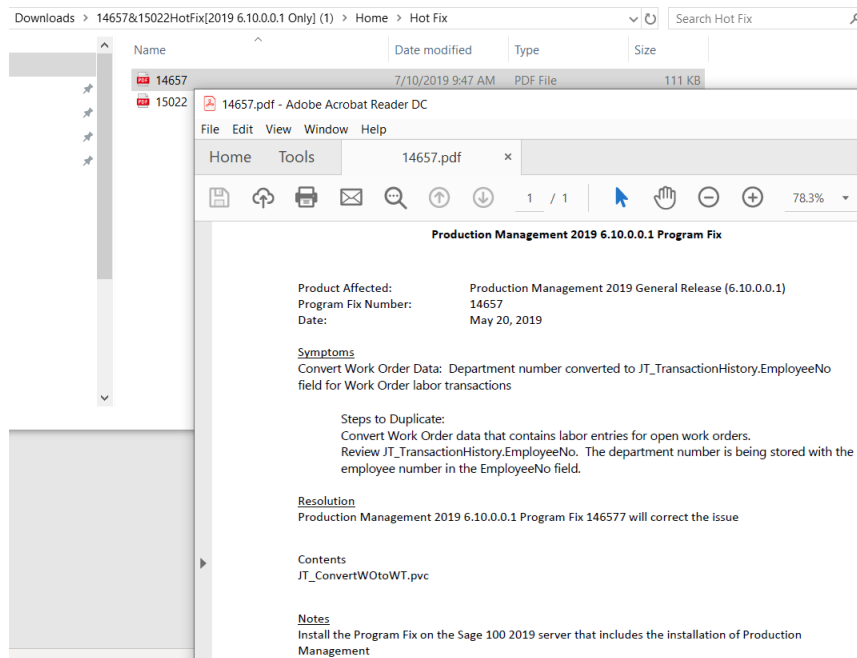 Downloads > 14657&15022HotFix[2019 6.10.0.0.1 Only] (1) > Home > Hot Fix
Search Hot Fix
Name Date modified Type Size
14657 7/10/2019 9:47 AM PDF File 111 KB
15022
14657.pdf - Adobe Acrobat Reader DC
File Edit View Window Help
Home Tools 14657.pdf ×
1 / 1 78.3%
Production Management 2019 6.10.0.0.1 Program Fix
Product Affected: Production Management 2019 General Release (6.10.0.0.1)
Program Fix Number: 14657
Date: May 20, 2019
Symptoms
Convert Work Order Data: Department number converted to JT_TransactionHistory.EmployeeNo
field for Work Order labor transactions
Steps to Duplicate:
Convert Work Order data that contains labor entries for open work orders.
Review JT_TransactionHistory.EmployeeNo. The department number is being stored with the
employee number in the EmployeeNo field.
Resolution
Production Management 2019 6.10.0.0.1 Program Fix 146577 will correct the issue
Contents
JT_ConvertWOtoWT.pvc
Notes
Install the Program Fix on the Sage 100 2019 server that includes the installation of Production
Management